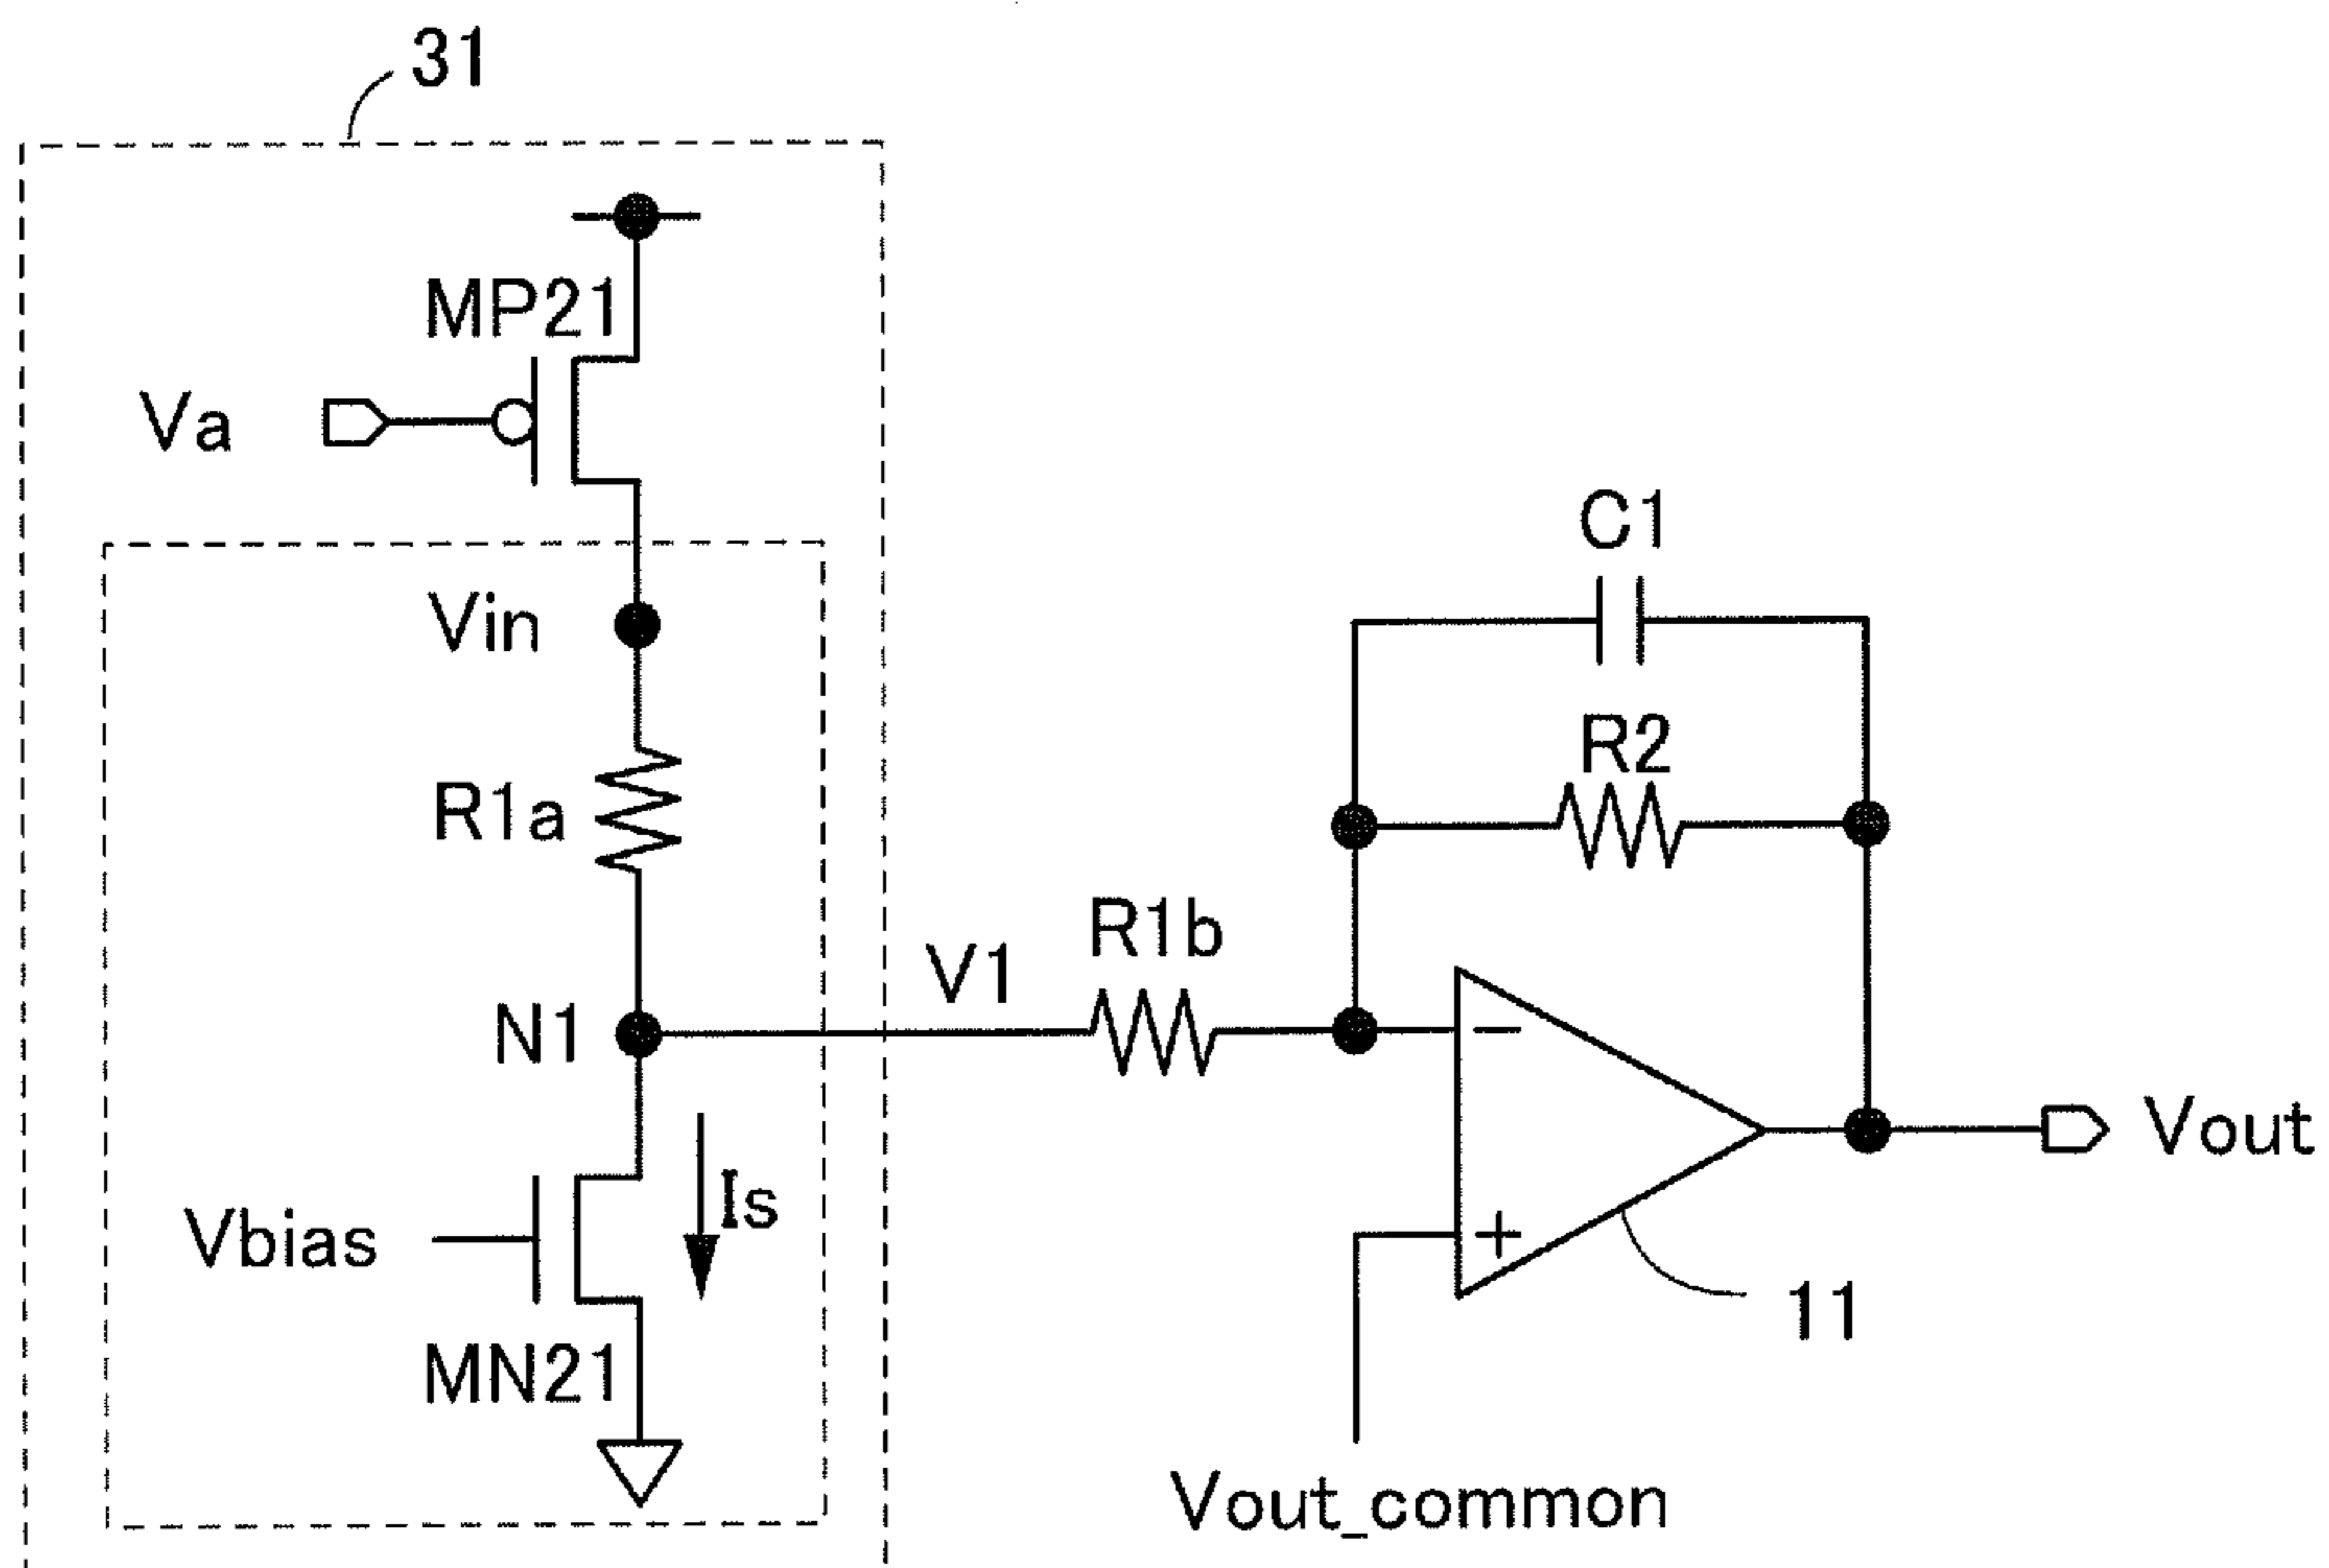 31
MP21
Va
Vin
C1
R2
R1a
R1b
V1
N1
−
+
Is
Vbias
Vout
11
MN21
Vout_common